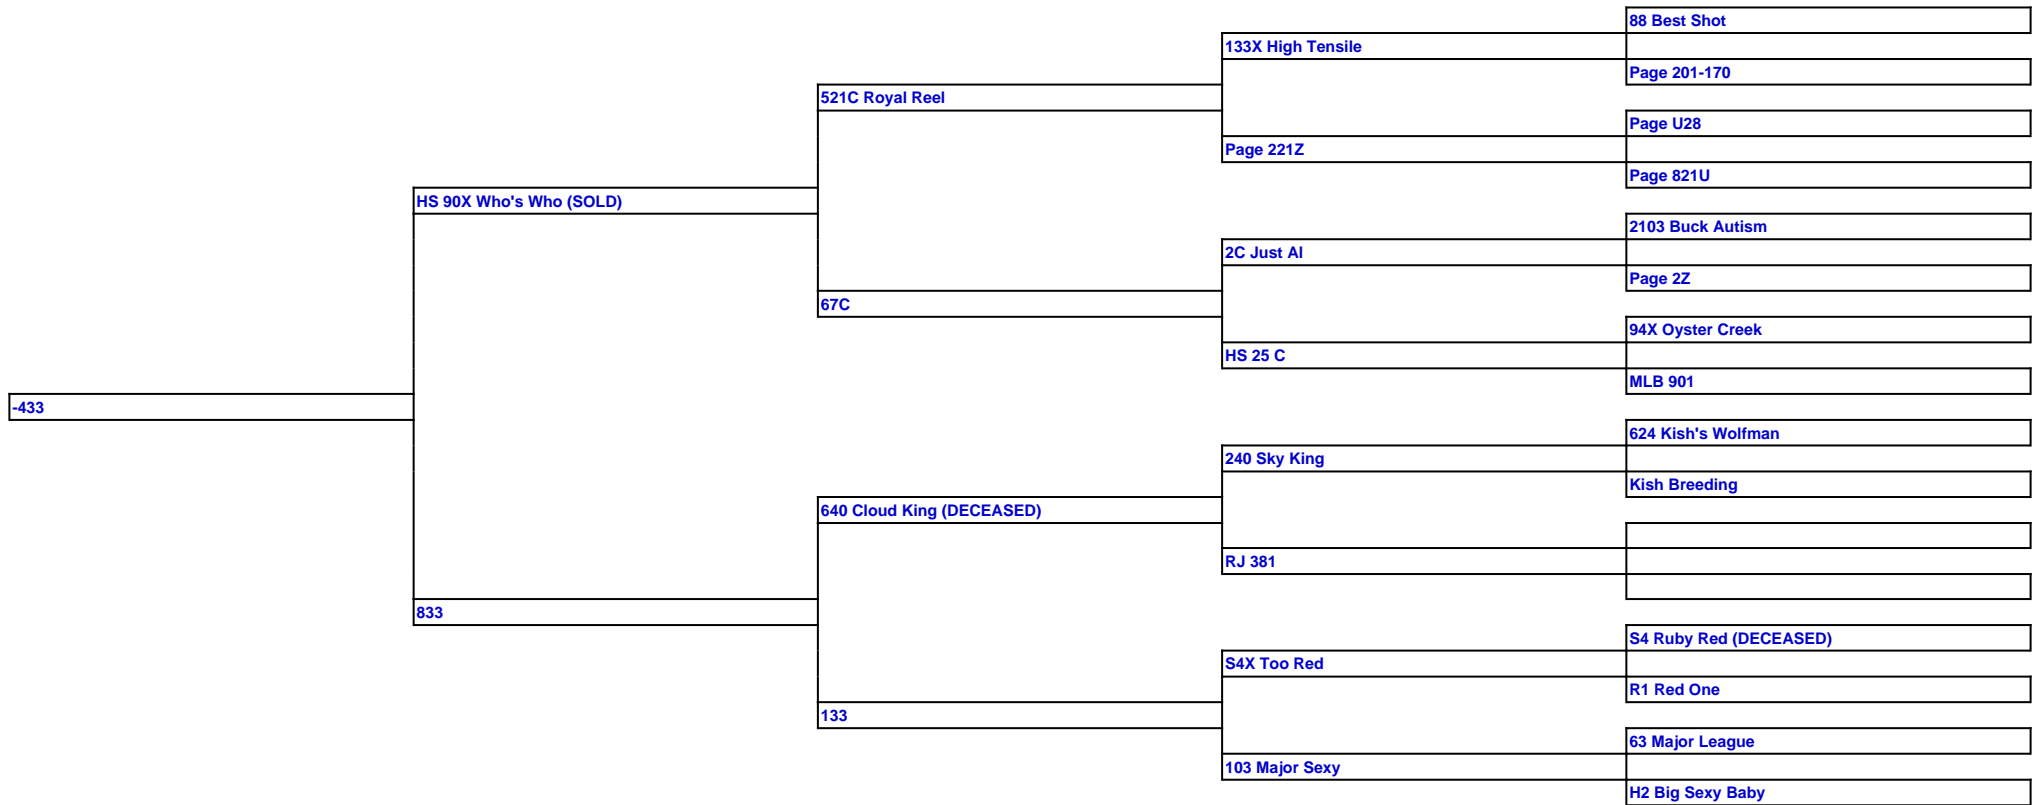 88 Best Shot
133X High Tensile
Page 201-170
521C Royal Reel
Page U28
Page 221Z
Page 821U
HS 90X Who's Who (SOLD)
2103 Buck Autism
2C Just AI
Page 2Z
67C
94X Oyster Creek
HS 25 C
MLB 901
-433
624 Kish's Wolfman
240 Sky King
Kish Breeding
640 Cloud King (DECEASED)
RJ 381
833
S4 Ruby Red (DECEASED)
S4X Too Red
R1 Red One
133
63 Major League
103 Major Sexy
H2 Big Sexy Baby